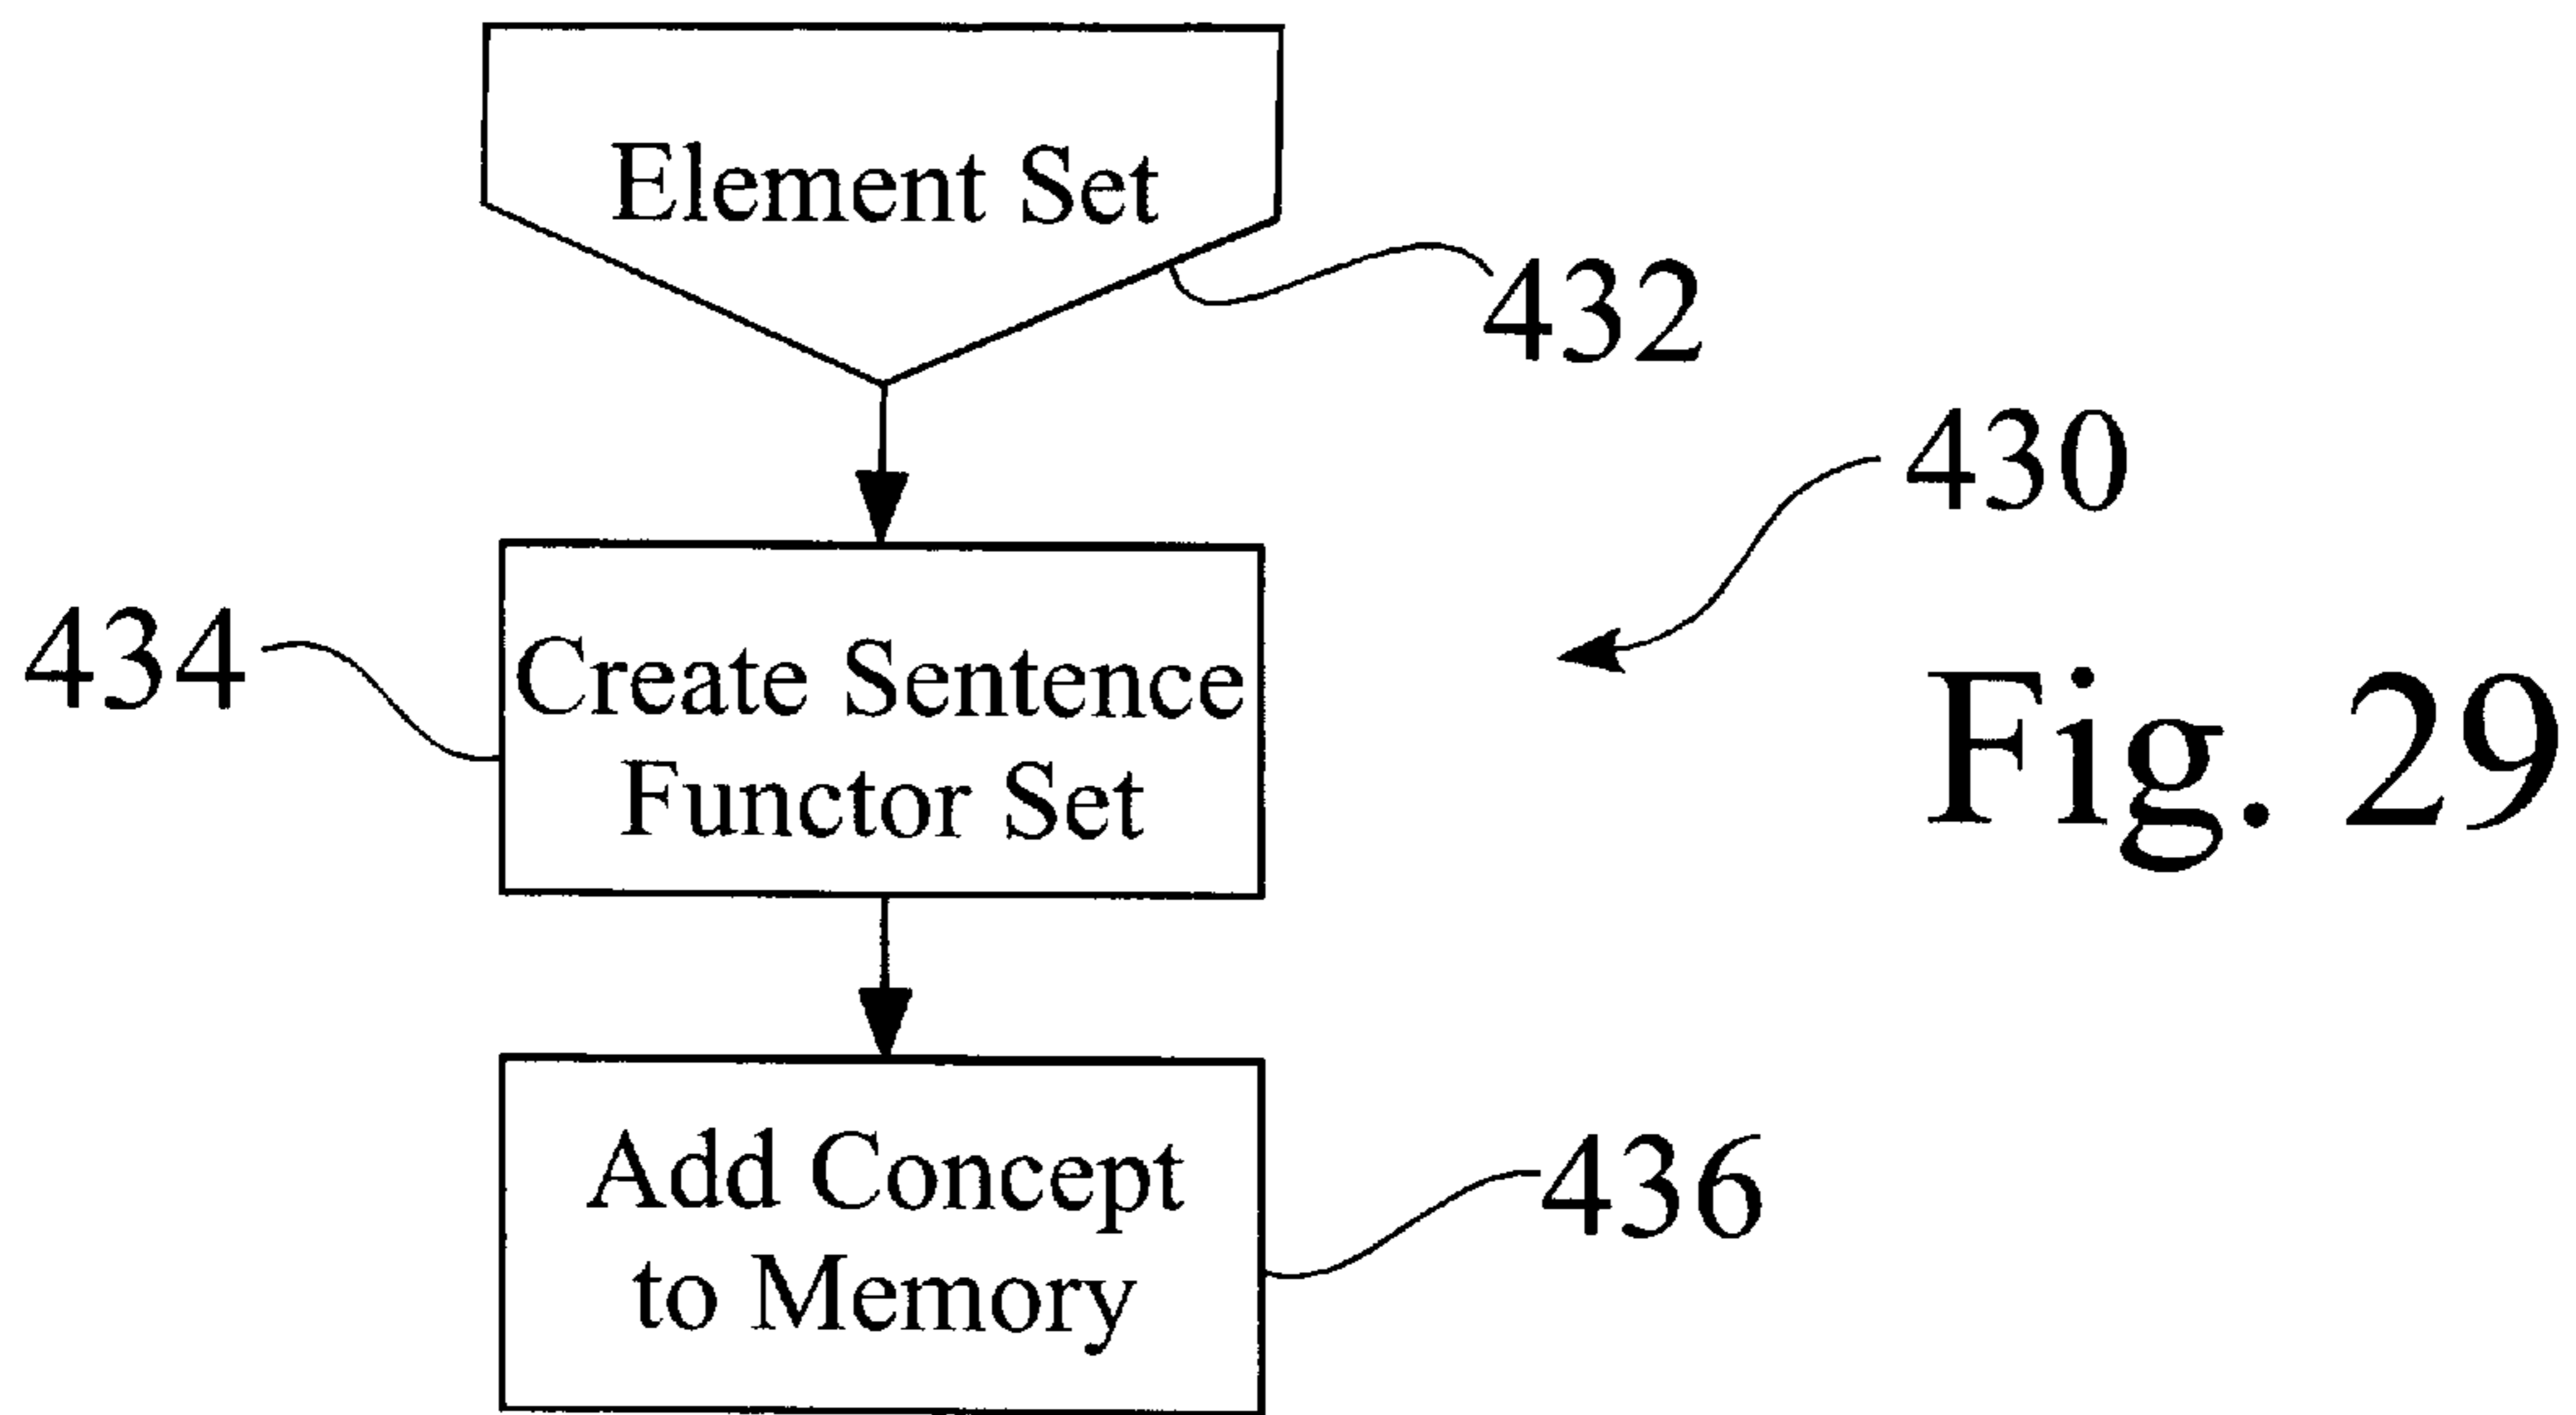 Element Set
432
430
434
Create Sentence
Functor Set
Fig. 29
Add Concept
to Memory
436